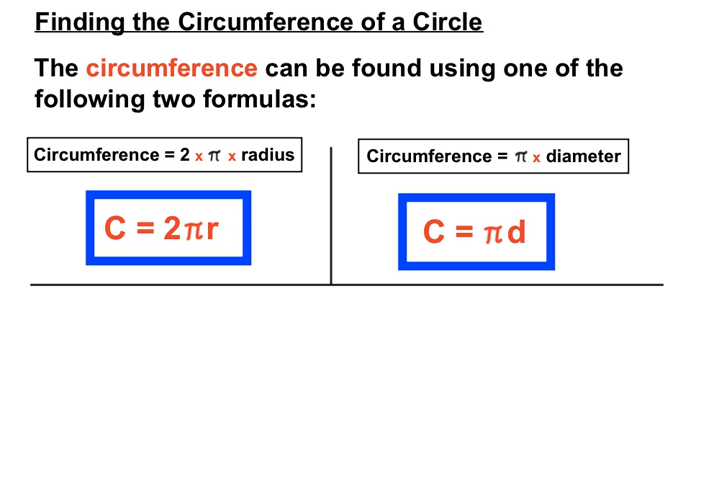 Finding the Circumference of a Circle
The circumference can be found using one of the
following two formulas:
Circumference = 2 x π x radius
C = 2πr
Circumference = π x diameter
C = πd